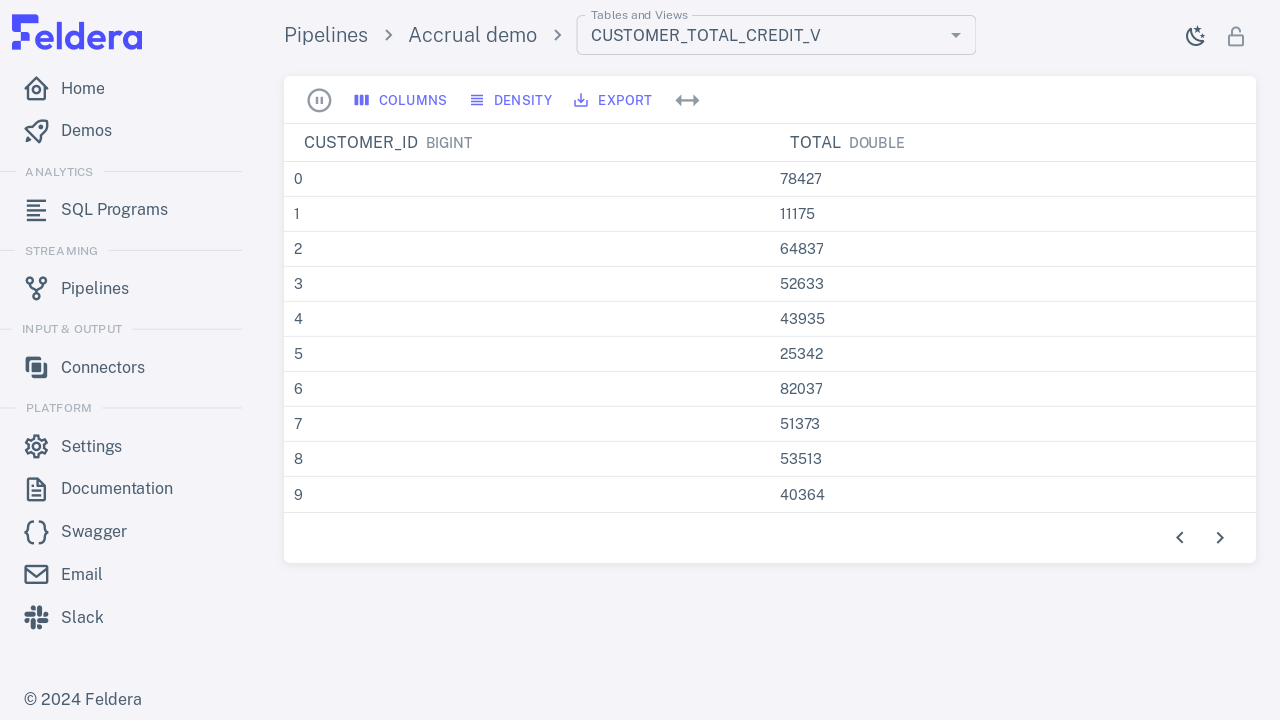 Feldera
Home
Demos
ANALYTICS
SQL Programs
STREAMING
Pipelines
INPUT & OUTPUT
Connectors
PLATFORM
Settings
Documentation
Swagger
Email
Slack
© 2024 Feldera
Pipelines Accrual demo
Tables and Views
CUSTOMER_TOTAL_CREDIT_V
COLUMNS DENSITY EXPORT
CUSTOMER_ID BIGINT TOTAL DOUBLE
0 78427
1 11175
2 64837
3 52633
4 43935
5 25342
6 82037
7 51373
8 53513
9 40364